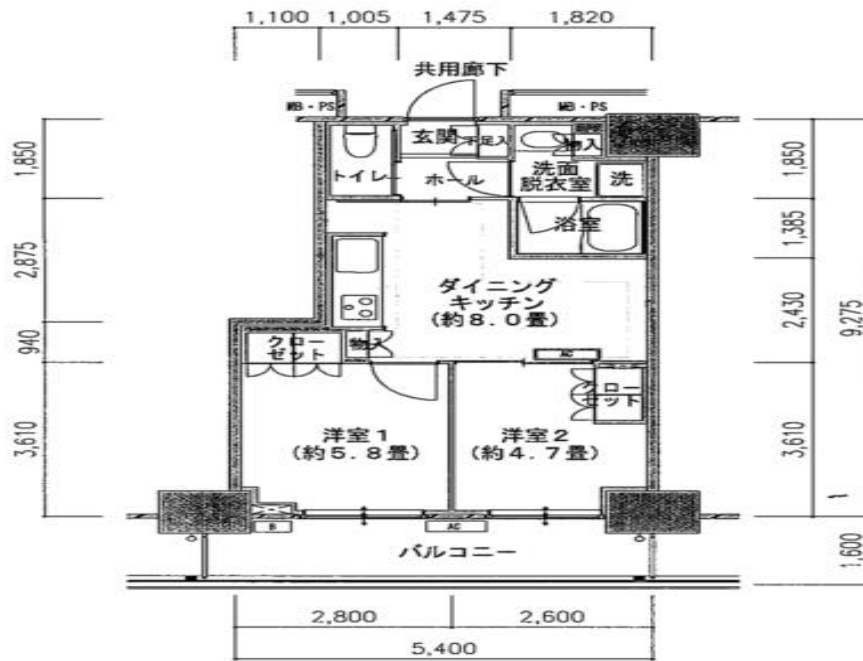 1,100 1,005 1,475 1,820
共用廊下
MB・PS MB・PS
玄関 下足入 物入
トイレ ホール 洗面脱衣室 洗
浴室
ダイニング
キッチン
(約8.0畳)
クローゼット 物入 AC
クローゼット
洋室1 洋室2
(約5.8畳) (約4.7畳)
B AC
バルコニー
1,850
2,875
940
3,610
1,850
1,385
2,430
3,610
9,275
1,600
2,800 2,600
5,400